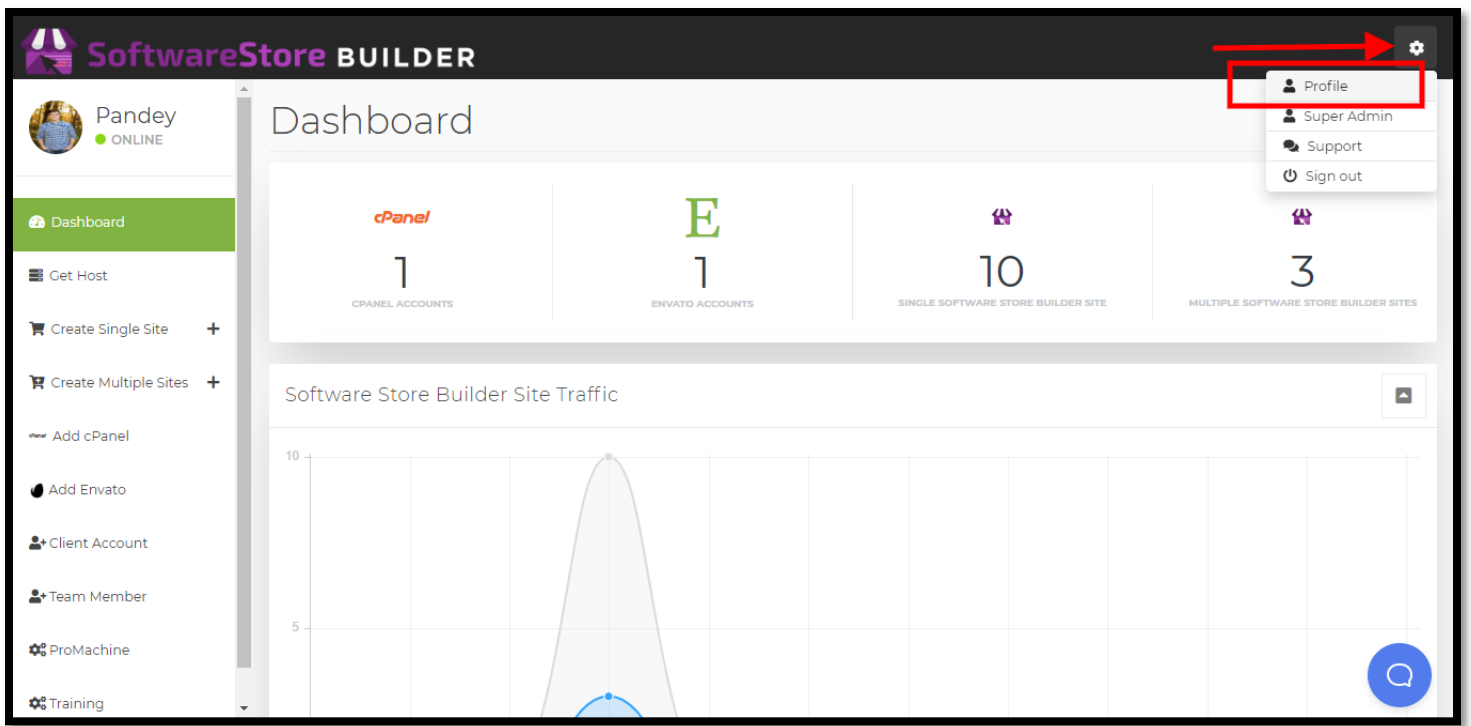 SoftwareStore BUILDER
Profile
Super Admin
Support
Sign out
Pandey
ONLINE
Dashboard
Get Host
Create Single Site +
Create Multiple Sites +
cPanel Add cPanel
Add Envato
Client Account
Team Member
ProMachine
Training
Dashboard
cPanel
1
CPANEL ACCOUNTS
E
1
ENVATO ACCOUNTS
10
SINGLE SOFTWARE STORE BUILDER SITE
3
MULTIPLE SOFTWARE STORE BUILDER SITES
Software Store Builder Site Traffic
10
5